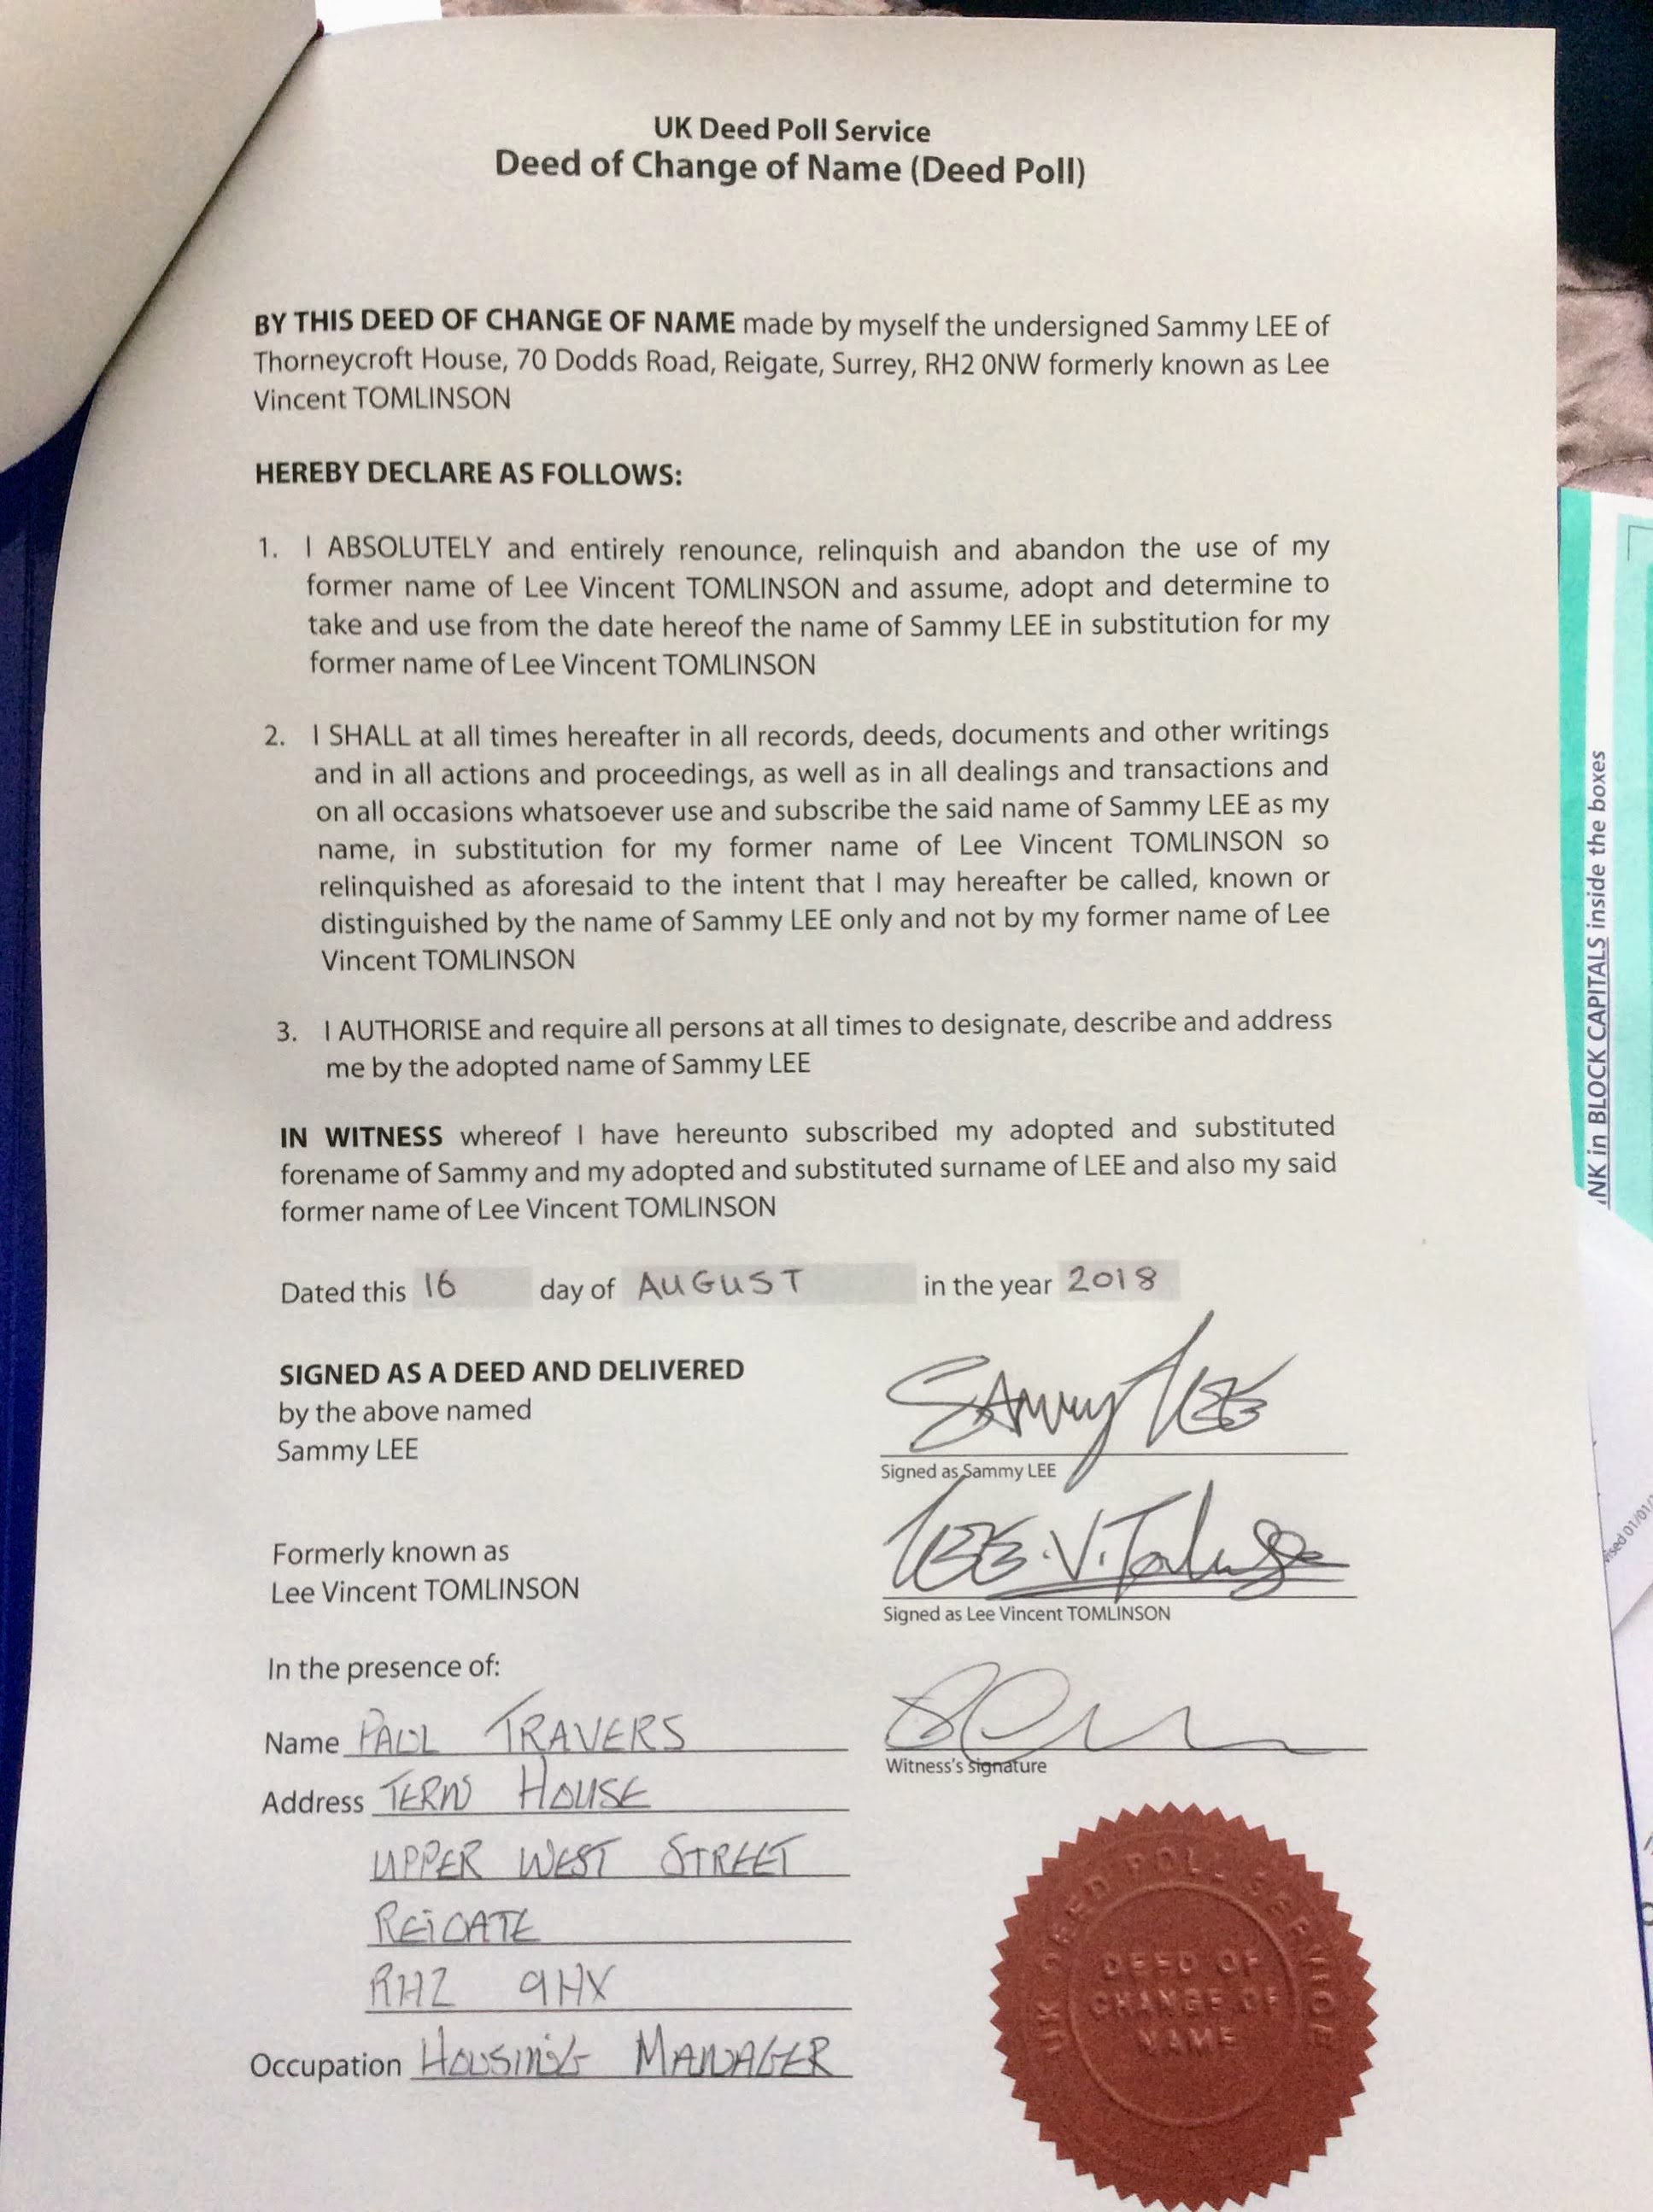 UK Deed Poll Service
Deed of Change of Name (Deed Poll)
BY THIS DEED OF CHANGE OF NAME made by myself the undersigned Sammy LEE of
Thorneycroft House, 70 Dodds Road, Reigate, Surrey, RH2 0NW formerly known as Lee
Vincent TOMLINSON
HEREBY DECLARE AS FOLLOWS:
1. I ABSOLUTELY and entirely renounce, relinquish and abandon the use of my
former name of Lee Vincent TOMLINSON and assume, adopt and determine to
take and use from the date hereof the name of Sammy LEE in substitution for my
former name of Lee Vincent TOMLINSON
2. I SHALL at all times hereafter in all records, deeds, documents and other writings
and in all actions and proceedings, as well as in all dealings and transactions and
on all occasions whatsoever use and subscribe the said name of Sammy LEE as my
name, in substitution for my former name of Lee Vincent TOMLINSON so
relinquished as aforesaid to the intent that I may hereafter be called, known or
distinguished by the name of Sammy LEE only and not by my former name of Lee
Vincent TOMLINSON
3. I AUTHORISE and require all persons at all times to designate, describe and address
me by the adopted name of Sammy LEE
IN WITNESS whereof I have hereunto subscribed my adopted and substituted
forename of Sammy and my adopted and substituted surname of LEE and also my said
former name of Lee Vincent TOMLINSON
Dated this 16 day of AUGUST in the year 2018
SIGNED AS A DEED AND DELIVERED
by the above named
Sammy LEE
SAmmy LEE
Signed as Sammy LEE
Formerly known as
Lee Vincent TOMLINSON
LEE.V.Tomlinson
Signed as Lee Vincent TOMLINSON
In the presence of:
Name PAUL TRAVERS
Witness's signature
Address TERN HOUSE
UPPER WEST STREET
REIGATE
RH2 9HX
Occupation HOUSING MANAGER
UK DEED POLL SERVICE
DEED OF
CHANGE OF
NAME
NK in BLOCK CAPITALS inside the boxes